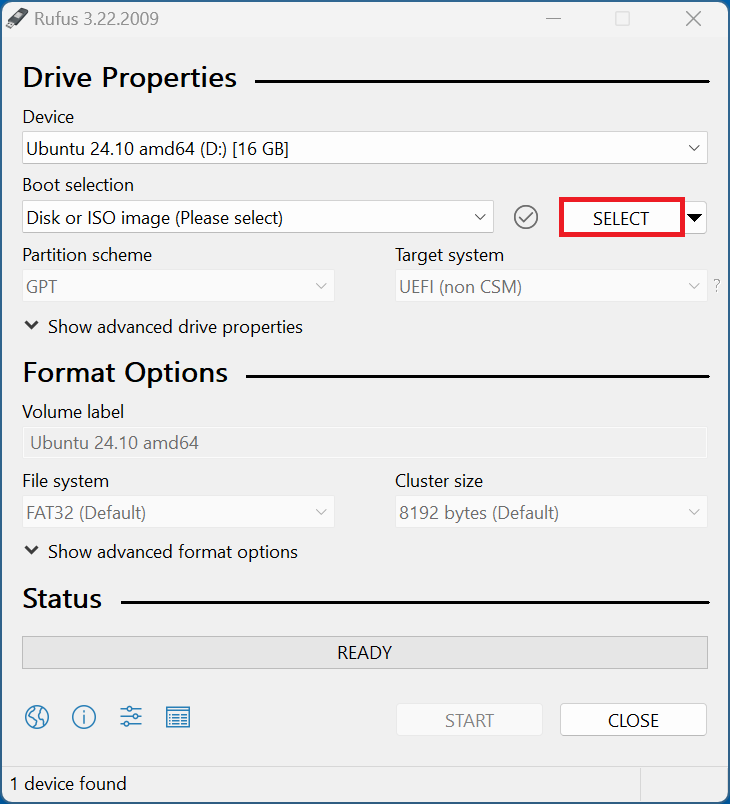 Rufus 3.22.2009
Drive Properties
Device
Ubuntu 24.10 amd64 (D:) [16 GB]
Boot selection
Disk or ISO image (Please select)
SELECT
Partition scheme
Target system
GPT
UEFI (non CSM)
?
Show advanced drive properties
Format Options
Volume label
Ubuntu 24.10 amd64
File system
Cluster size
FAT32 (Default)
8192 bytes (Default)
Show advanced format options
Status
READY
START
CLOSE
1 device found